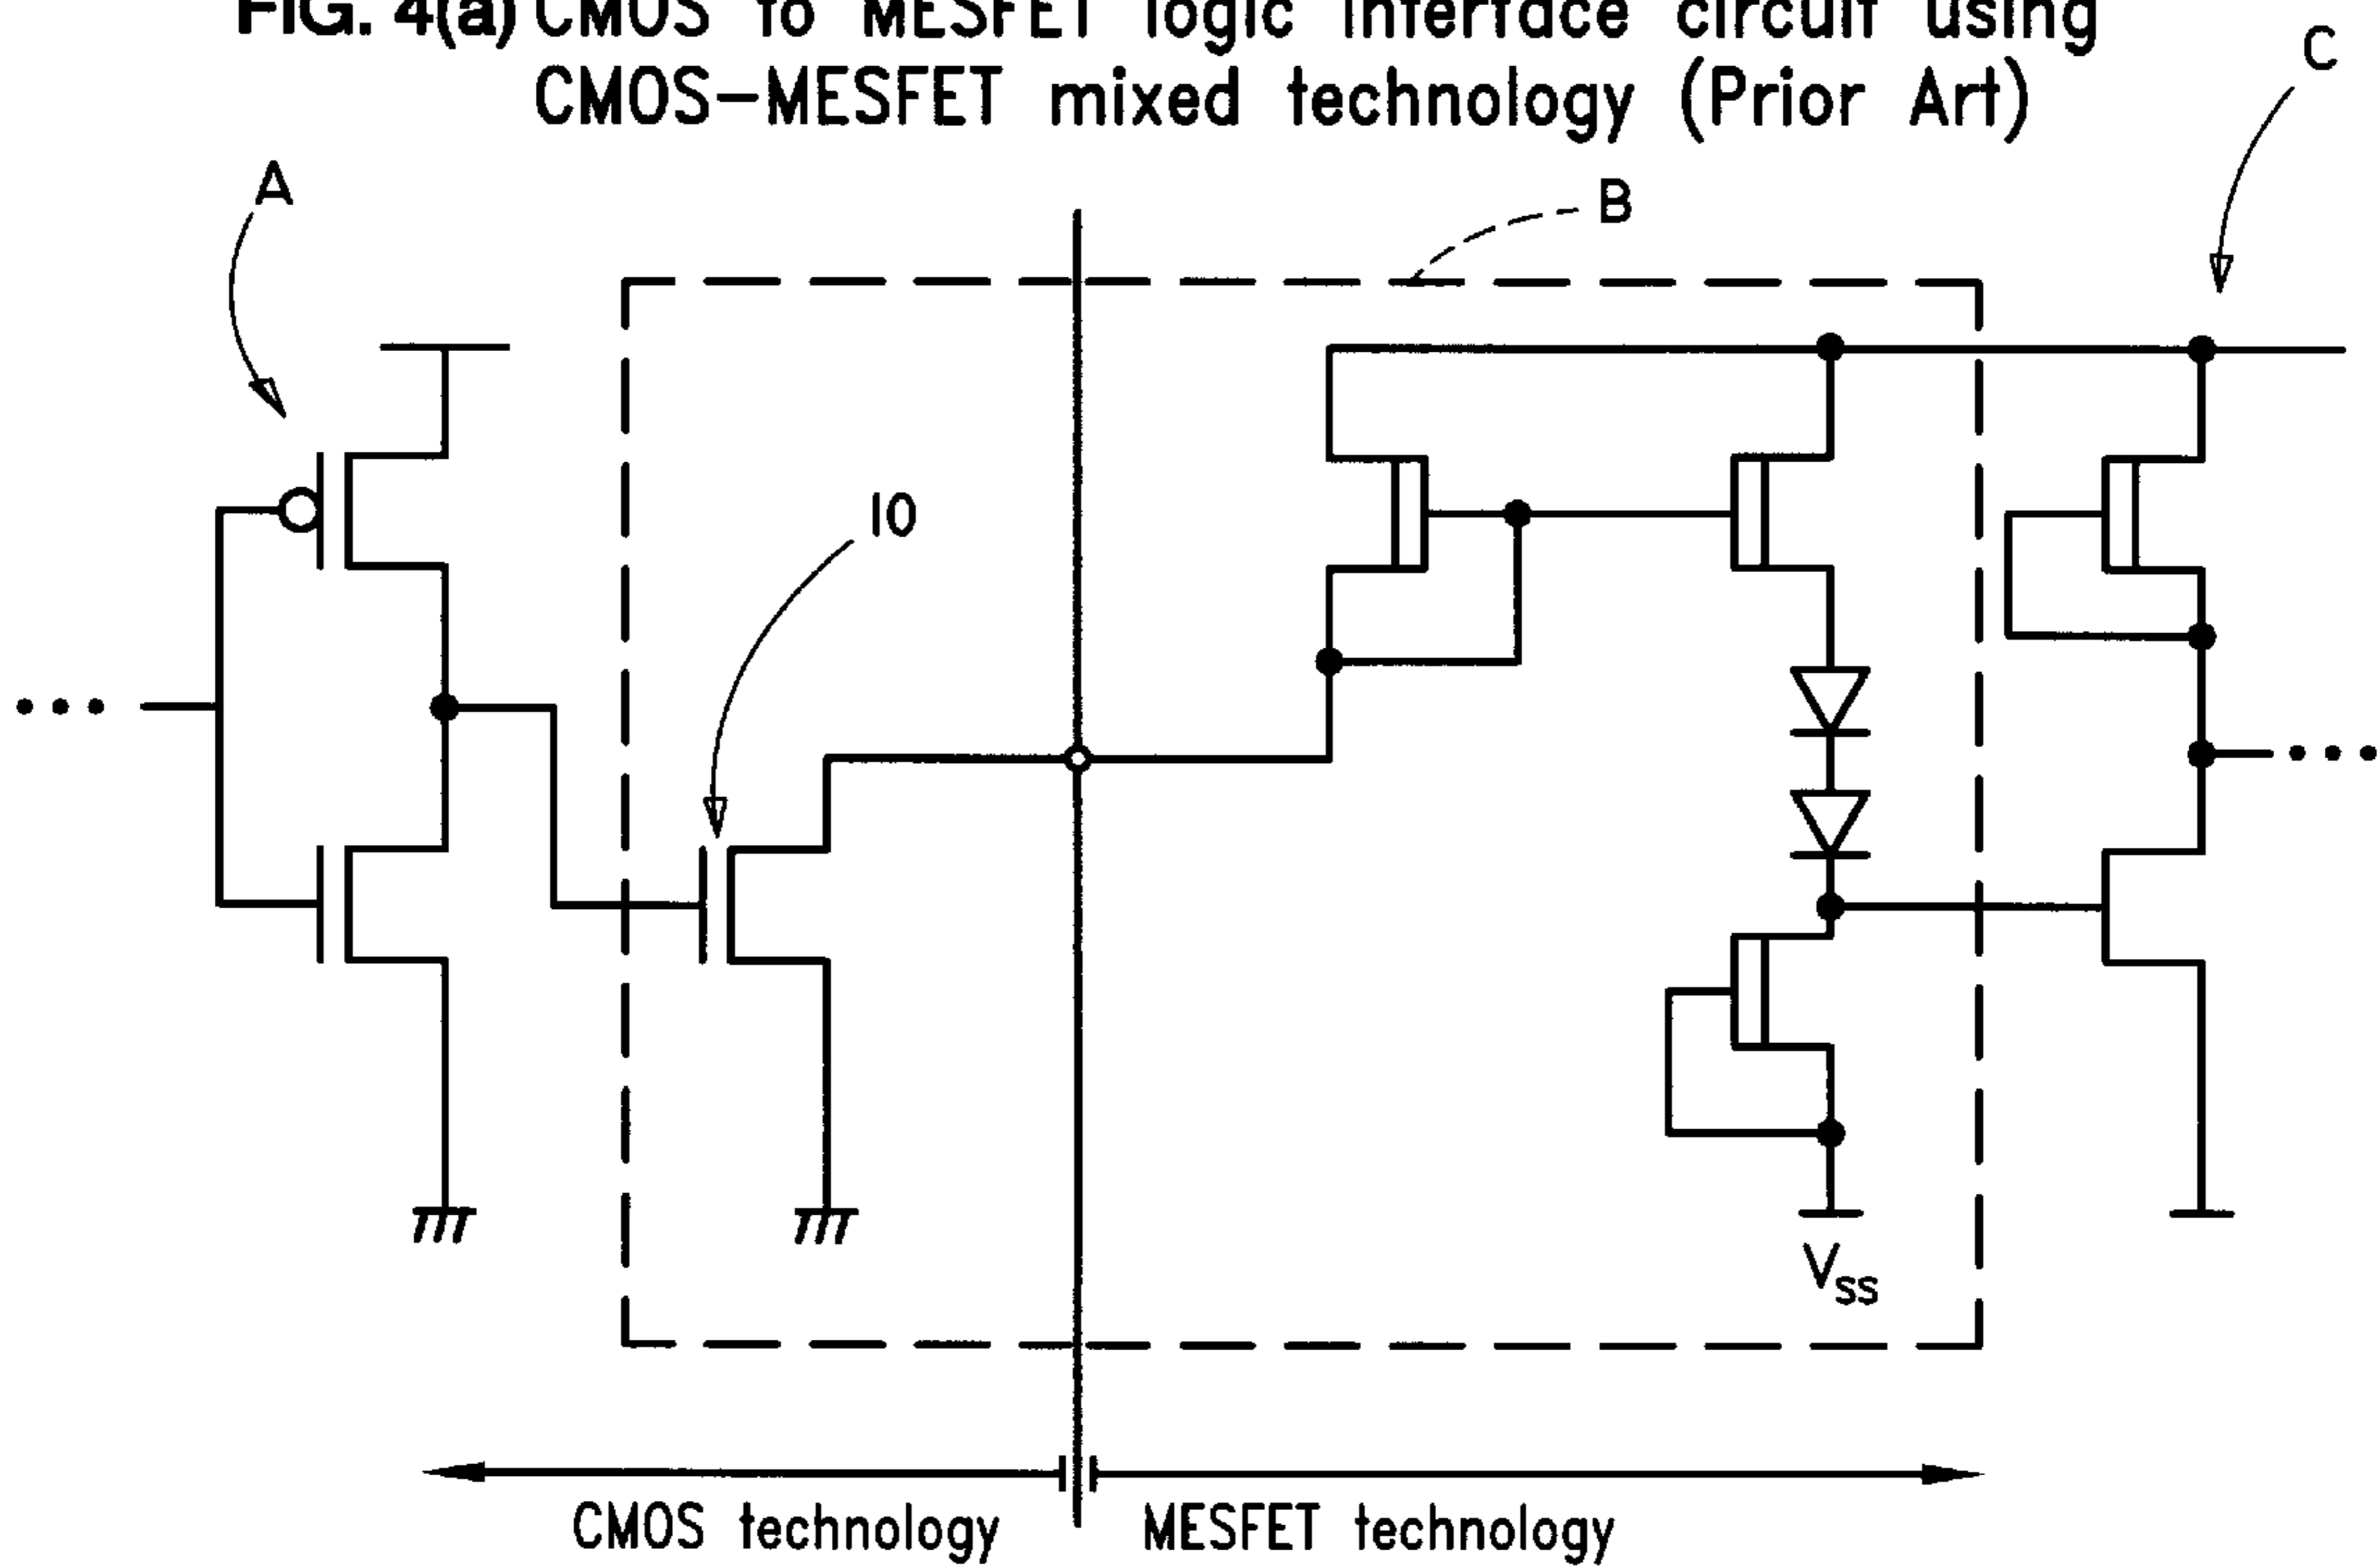 FIG. 4(a) CMOS to MESFET logic interface circuit using
CMOS-MESFET mixed technology (Prior Art)
C
A
B
10
VSS
CMOS technology
MESFET technology